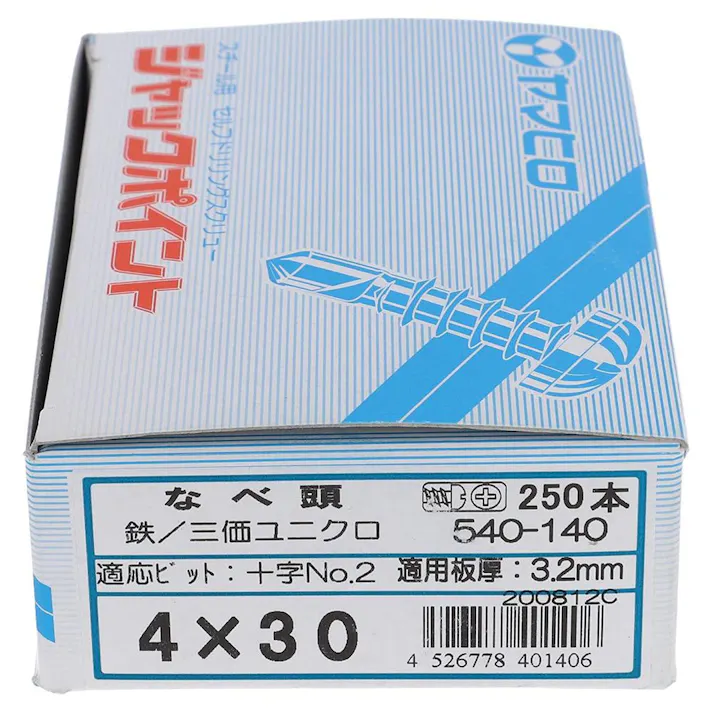 ヤマヒロ
スチール用 セルフドリリングスクリュー
ジャックポイント
なべ頭 250本
鉄/三価ユニクロ 540-140
適応ビット:十字No.2 適用板厚:3.2mm
200812C
4×30
4 526778 401406